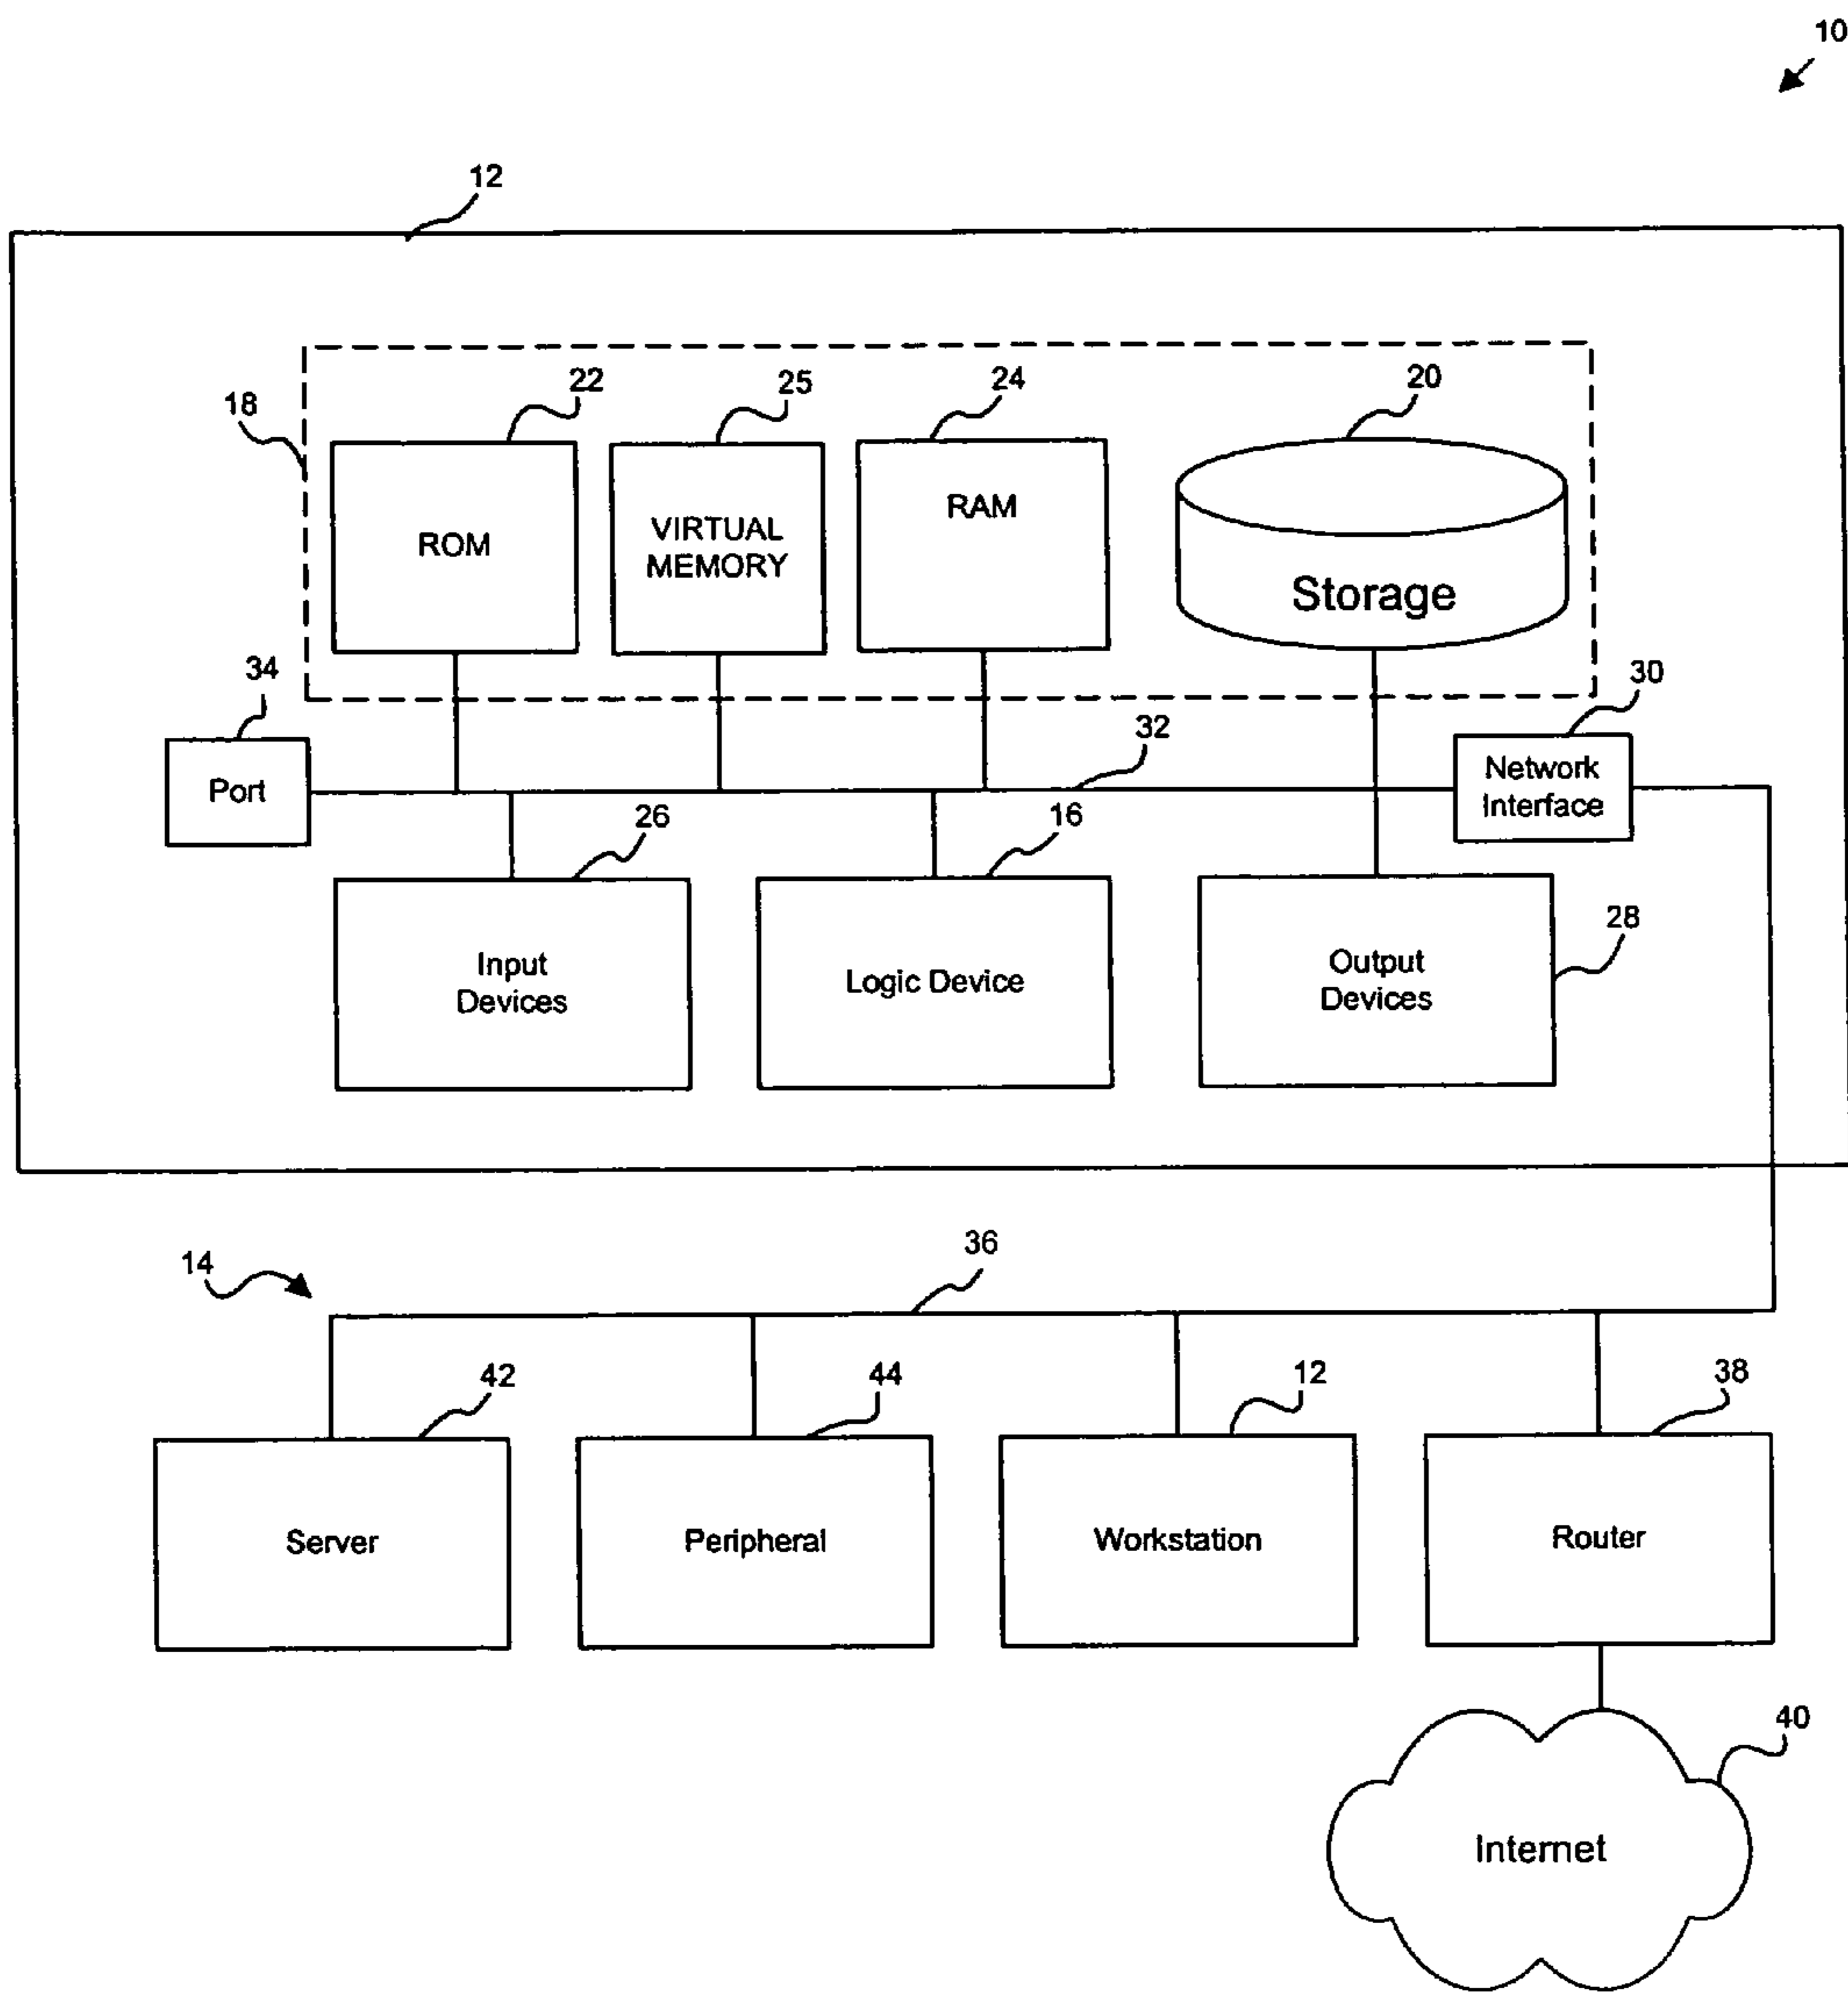 10
12
18
22
25
24
20
ROM
VIRTUAL
MEMORY
RAM
Storage
34
32
30
Port
Network
Interface
26
16
28
Input
Devices
Logic Device
Output
Devices
14
36
42
44
12
38
Server
Peripheral
Workstation
Router
40
Internet